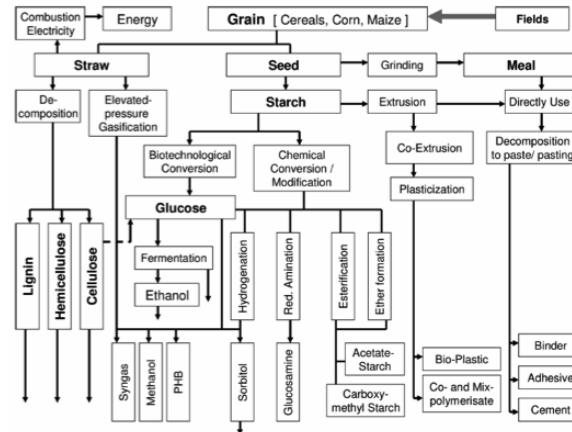 Combustion
Electricity
Energy
Grain [ Cereals, Corn, Maize ]
Fields
Straw
Seed
Grinding
Meal
De-
composition
Elevated-
pressure
Gasification
Starch
Extrusion
Directly Use
Biotechnological
Conversion
Chemical
Conversion /
Modification
Co-Extrusion
Decomposition
to paste/ pasting
Plasticization
Glucose
Lignin
Hemicellulose
Cellulose
Fermentation
Ethanol
Hydrogenation
Red. Amination
Esterification
Ether formation
Syngas
Methanol
PHB
Sorbitol
Glucosamine
Acetate-
Starch
Carboxy-
methyl Starch
Bio-Plastic
Co- and Mix-
polymerisate
Binder
Adhesive
Cement